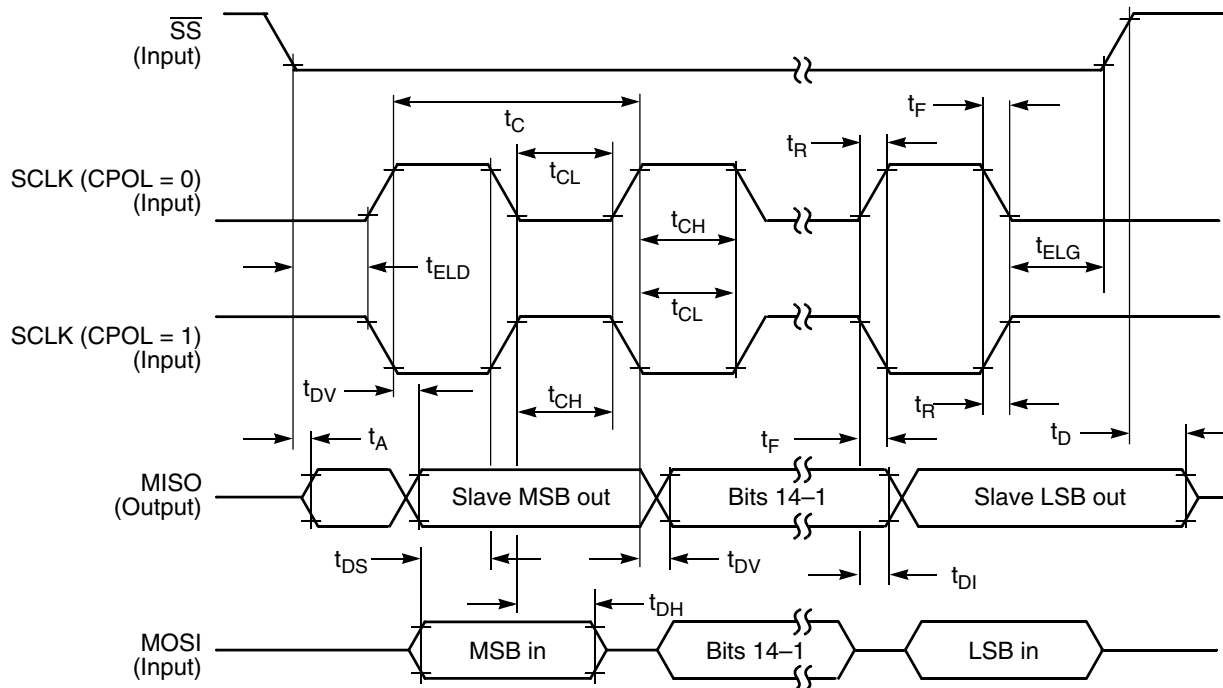 SS
(Input)
tF
tC
tR
SCLK (CPOL = 0)
(Input)
tCL
tCH
tELD
tELG
tCL
SCLK (CPOL = 1)
(Input)
tDV
tCH
tR
tA
tF
tD
MISO
(Output)
Slave MSB out
Bits 14–1
Slave LSB out
tDS
tDV
tDI
tDH
MOSI
(Input)
MSB in
Bits 14–1
LSB in